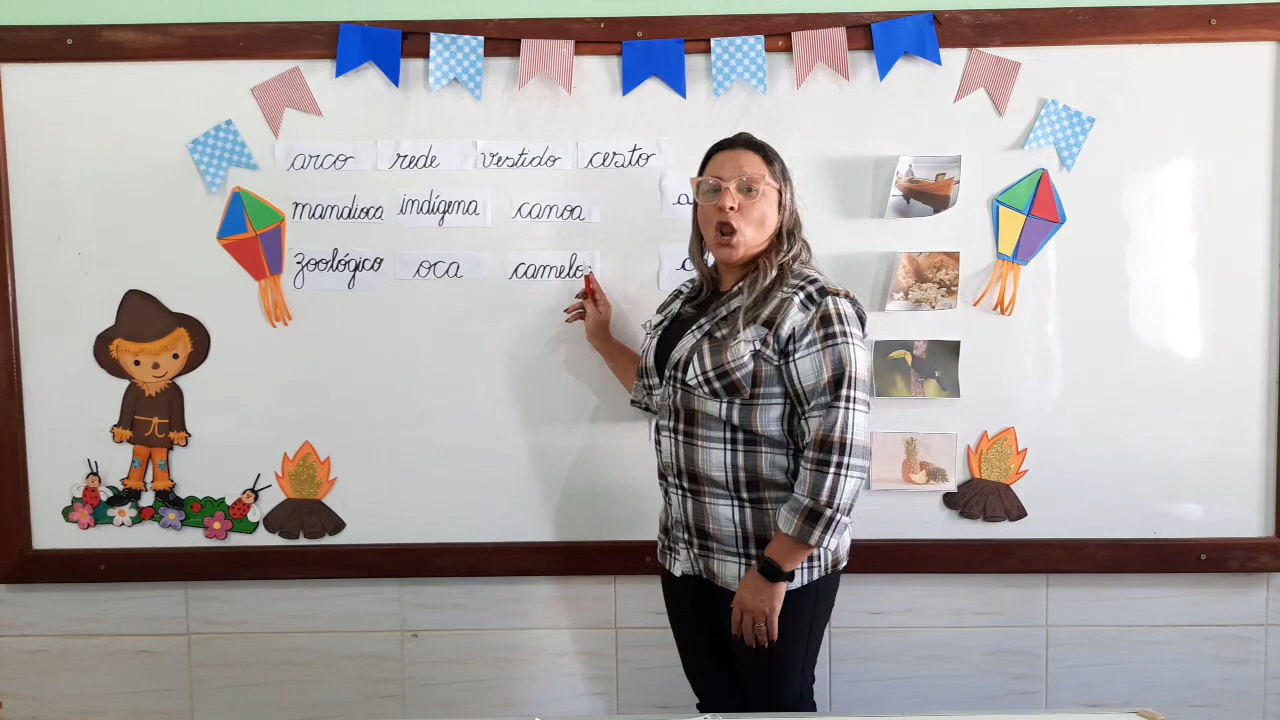 arco rede vestido cesto
mandioca indígena canoa
zoológico oca camelo